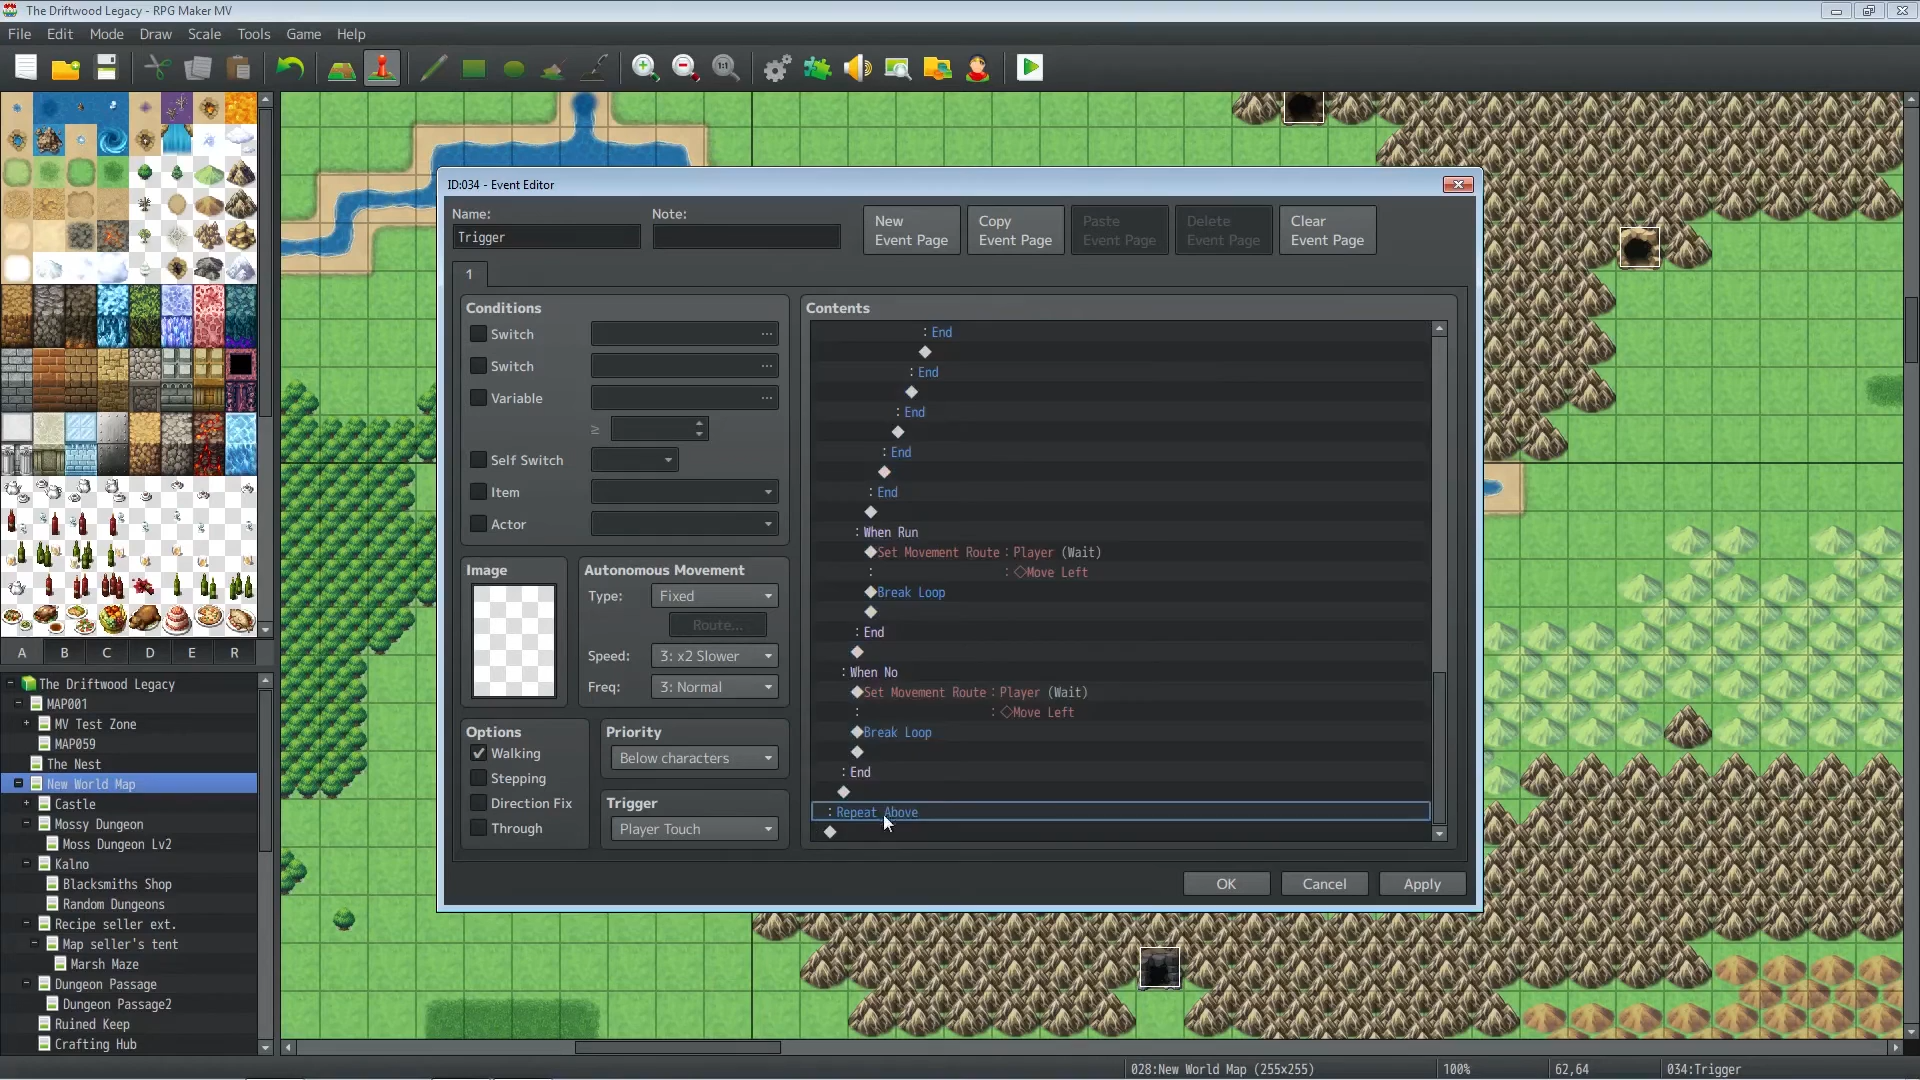 The Driftwood Legacy - RPG Maker MV
File Edit Mode Draw Scale Tools Game Help
1:1
ID:034 - Event Editor
Name:
Trigger
Note:
New
Event Page
Copy
Event Page
Paste
Event Page
Delete
Event Page
Clear
Event Page
1
Conditions
Switch ...
Switch ...
Variable ...
≥
Self Switch
Item
Actor
Image
Autonomous Movement
Type: Fixed
Route...
Speed: 3: x2 Slower
Freq: 3: Normal
Options
Walking
Stepping
Direction Fix
Through
Priority
Below characters
Trigger
Player Touch
Contents
: End
◆
: End
◆
: End
◆
: End
◆
: End
◆
: When Run
◆Set Movement Route : Player (Wait)
: : ◇Move Left
◆Break Loop
◆
: End
◆
: When No
◆Set Movement Route : Player (Wait)
: : ◇Move Left
◆Break Loop
◆
: End
◆
: Repeat Above
◆
OK Cancel Apply
A B C D E R
The Driftwood Legacy
MAP001
MV Test Zone
MAP059
The Nest
New World Map
Castle
Mossy Dungeon
Moss Dungeon Lv2
Kalno
Blacksmiths Shop
Random Dungeons
Recipe seller ext.
Map seller's tent
Marsh Maze
Dungeon Passage
Dungeon Passage2
Ruined Keep
Crafting Hub
028:New World Map (255x255) 100% 62,64 034:Trigger